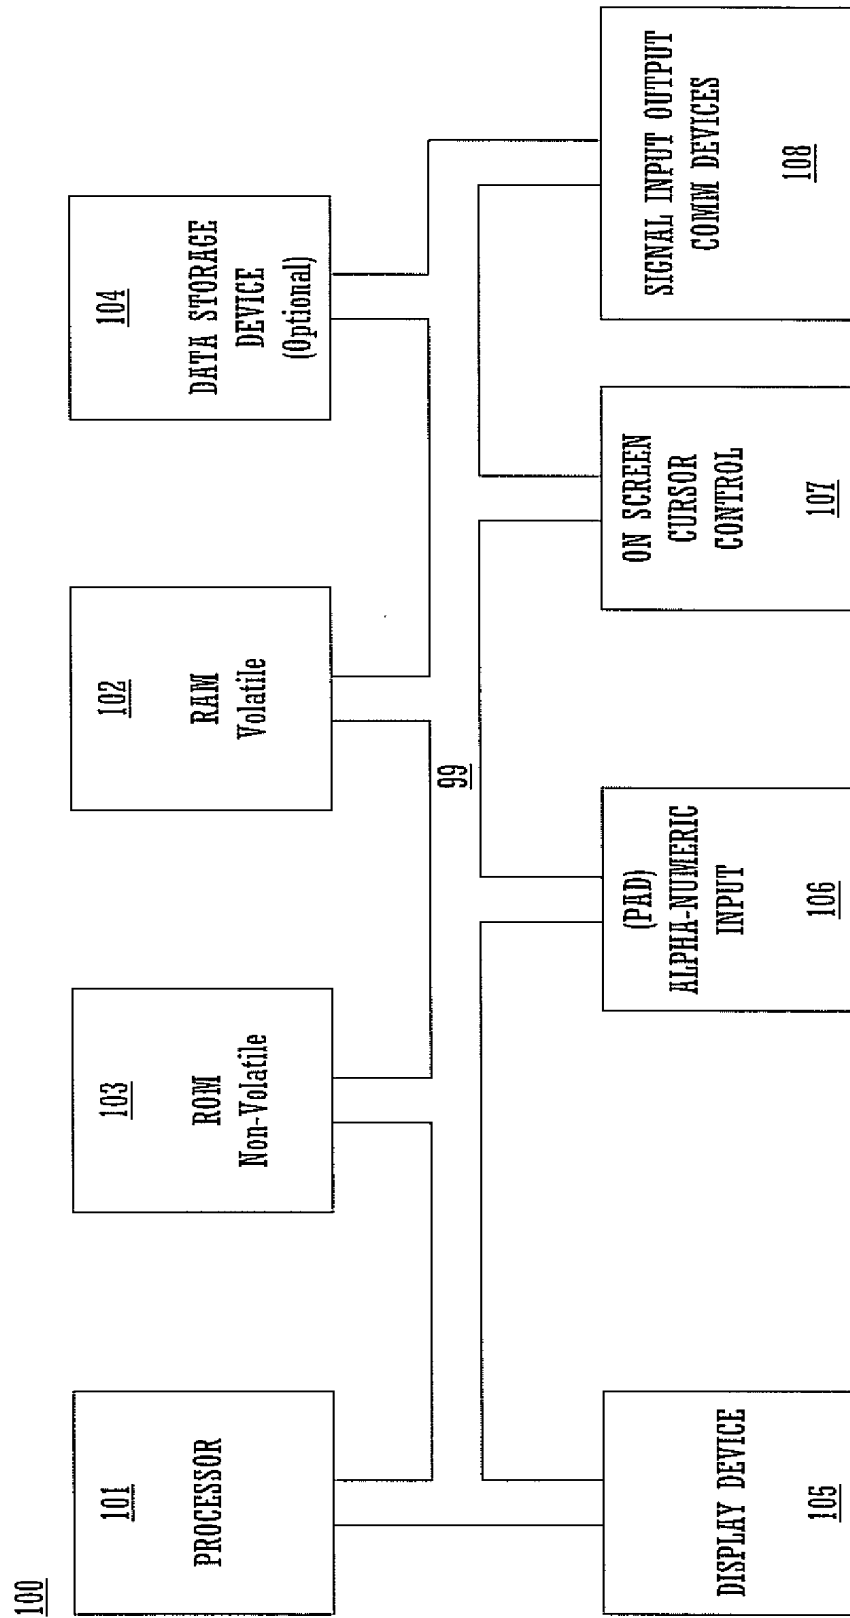 100
101
PROCESSOR
103
ROM
Non-Volatile
102
RAM
Volatile
104
DATA STORAGE
DEVICE
(Optional)
99
DISPLAY DEVICE
105
(PAD)
ALPHA-NUMERIC
INPUT
106
ON SCREEN
CURSOR
CONTROL
107
SIGNAL INPUT OUTPUT
COMM DEVICES
108